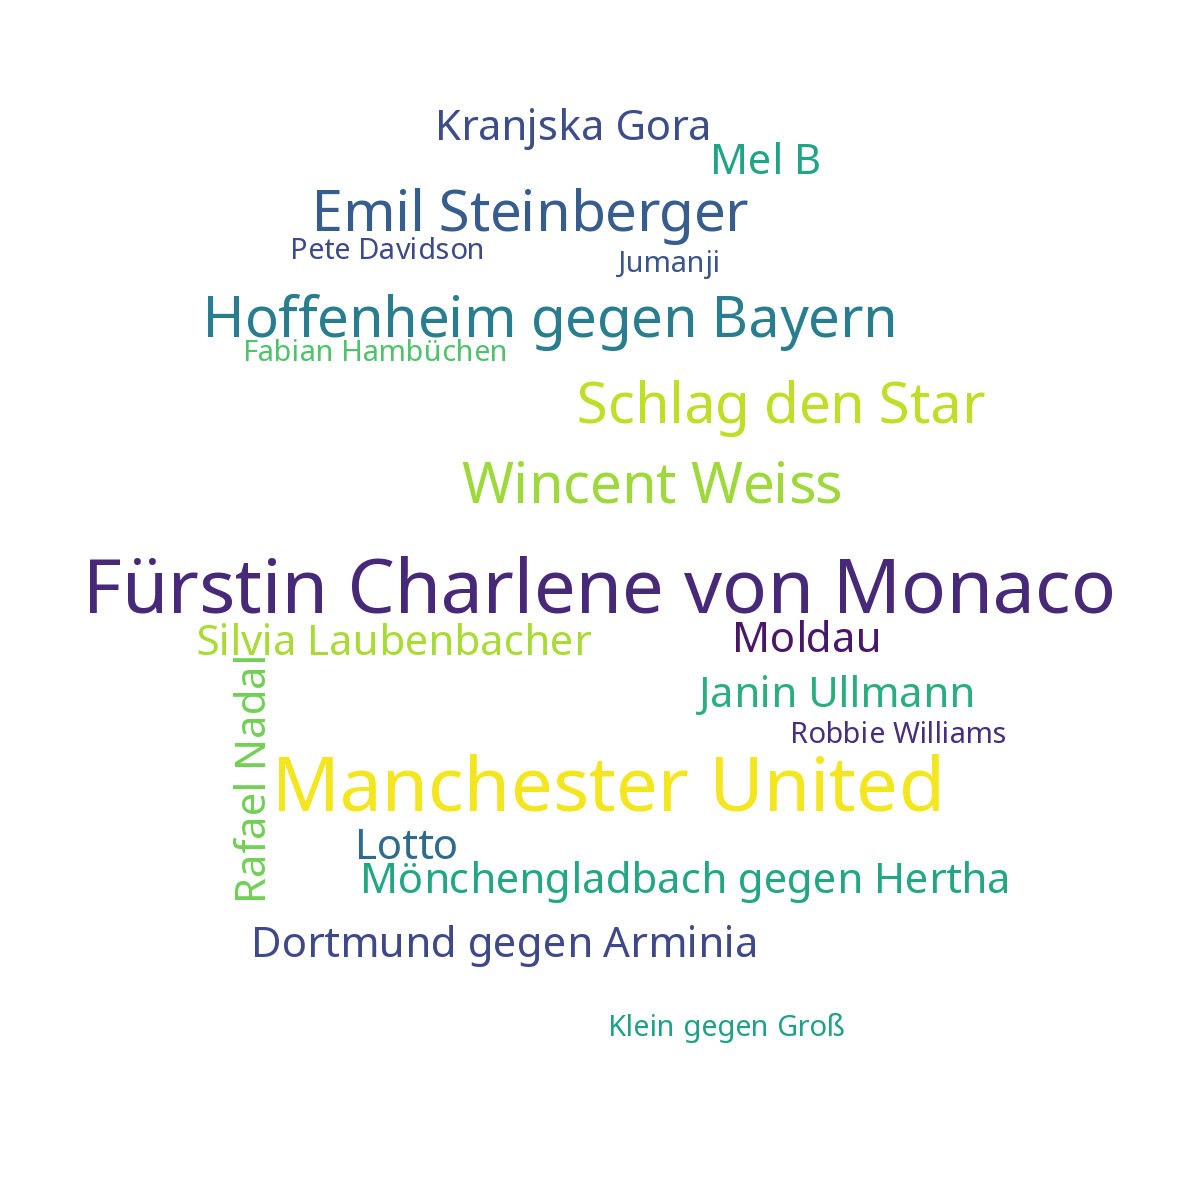 Kranjska Gora
Mel B
Emil Steinberger
Pete Davidson
Jumanji
Hoffenheim gegen Bayern
Fabian Hambüchen
Schlag den Star
Wincent Weiss
Fürstin Charlene von Monaco
Silvia Laubenbacher
Moldau
Janin Ullmann
Robbie Williams
Rafael Nadal
Manchester United
Lotto
Mönchengladbach gegen Hertha
Dortmund gegen Arminia
Klein gegen Groß